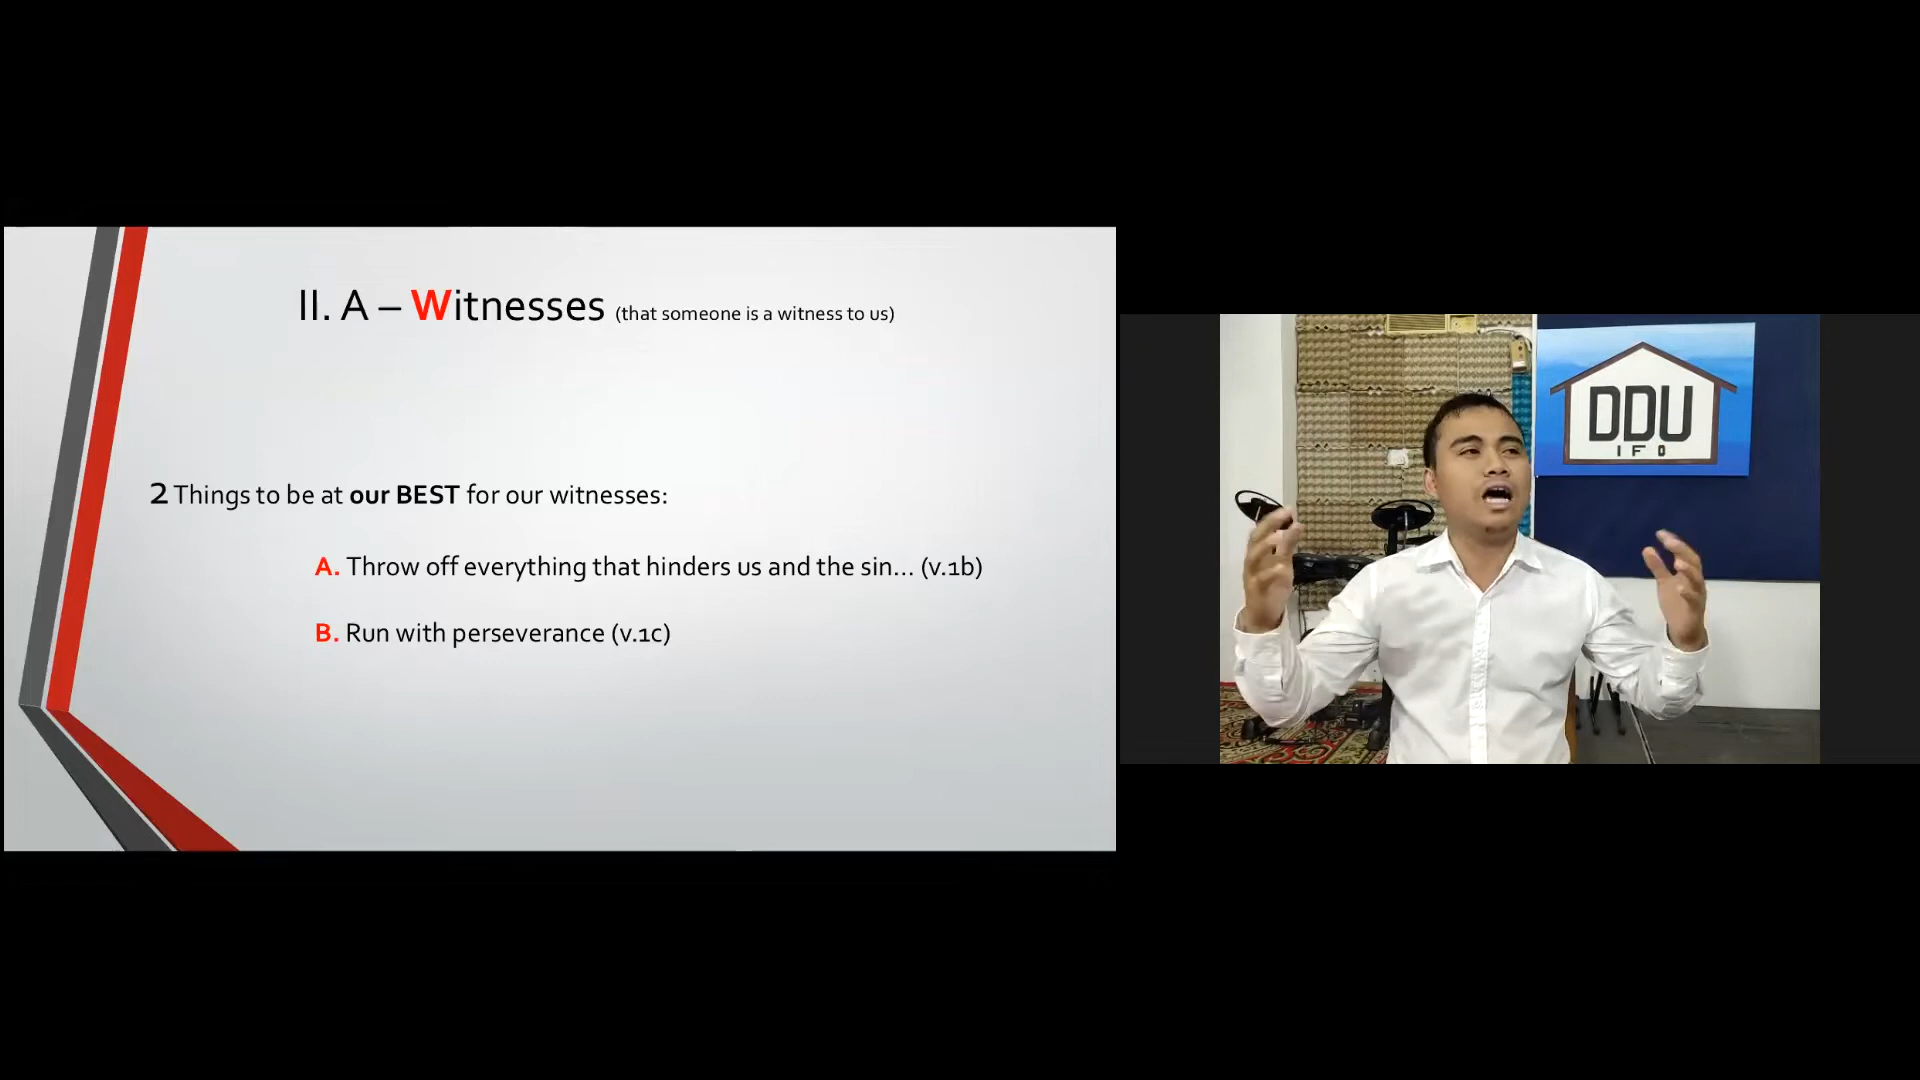 II. A – Witnesses (that someone is a witness to us)
2 Things to be at our BEST for our witnesses:
A. Throw off everything that hinders us and the sin... (v.1b)
B. Run with perseverance (v.1c)
DDU
IFO